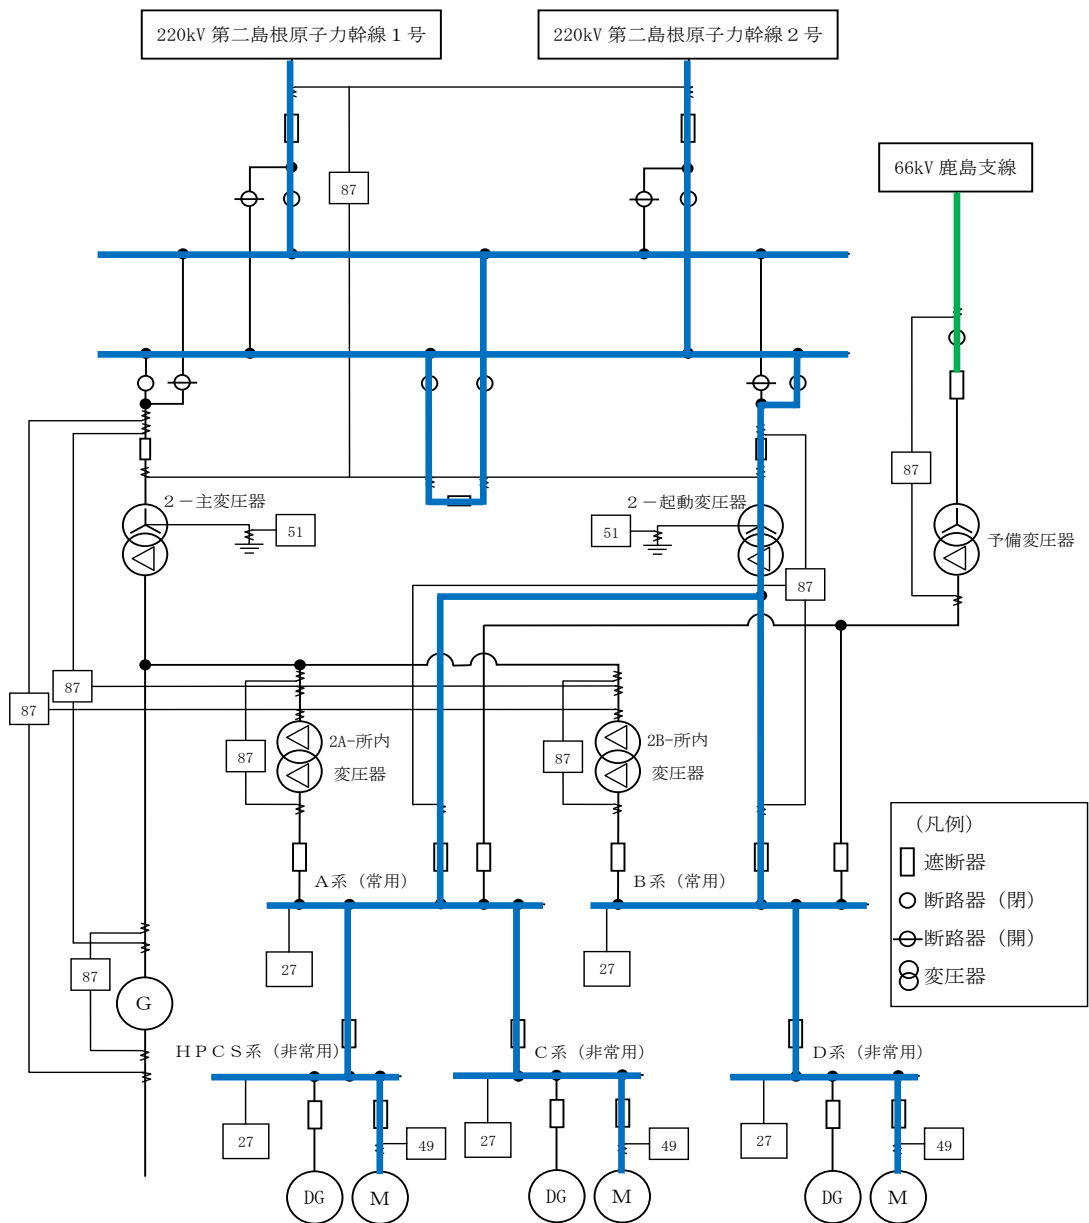 220kV 第二島根原子力幹線１号
220kV 第二島根原子力幹線２号
66kV 鹿島支線
87
87
２－主変圧器
２－起動変圧器
予備変圧器
51
51
87
87
87
2A-所内
変圧器
87
2B-所内
変圧器
87
A系（常用）
B系（常用）
（凡例）
遮断器
断路器（閉）
断路器（開）
変圧器
27
27
87
G
ＨＰＣＳ系（非常用）
C系（非常用）
D系（非常用）
27
49
27
49
27
49
DG
M
DG
M
DG
M